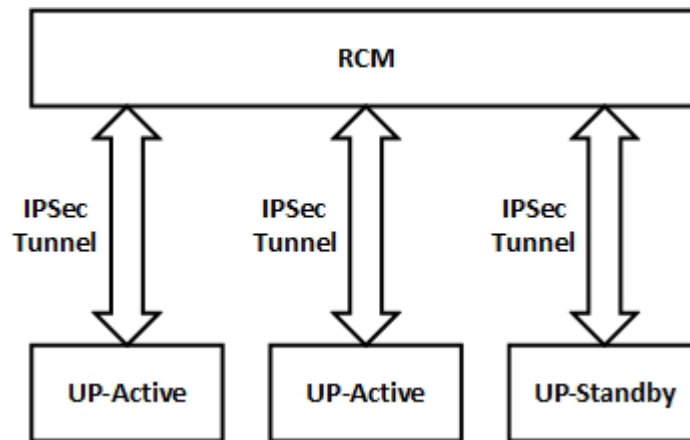 RCM
IPSec
Tunnel
IPSec
Tunnel
IPSec
Tunnel
UP-Active
UP-Active
UP-Standby